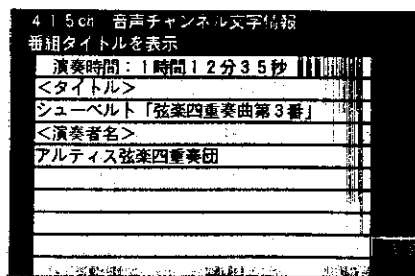 415ch 音声チャンネル文字情報
番組タイトルを表示
演奏時間:1時間12分35秒
<タイトル>
シューベルト「弦楽四重奏曲第3番」
<演奏者名>
アルティス弦楽四重奏団